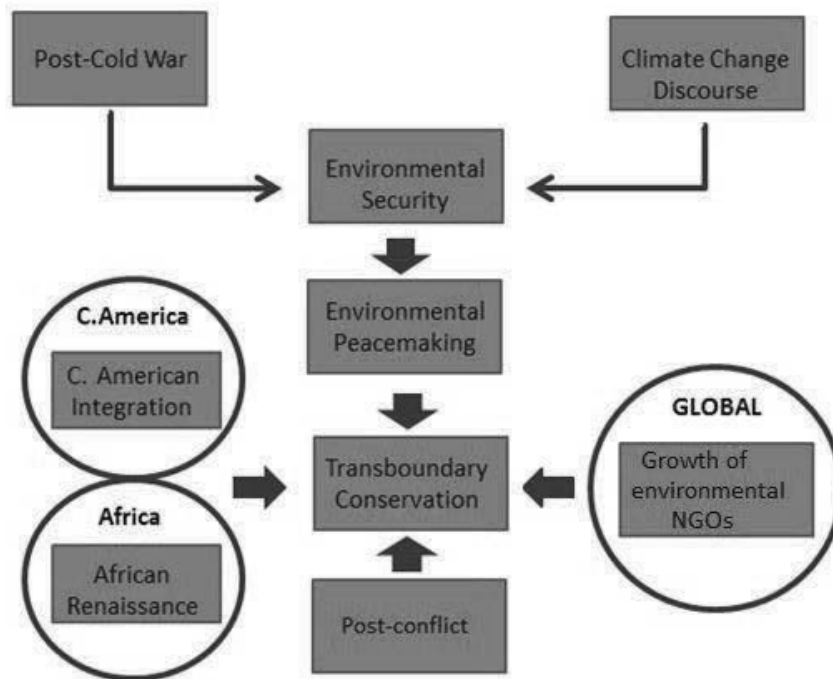 Post-Cold War
Climate Change
Discourse
Environmental
Security
Environmental
Peacemaking
C.America
C. American
Integration
GLOBAL
Growth of
environmental
NGOs
Transboundary
Conservation
Africa
African
Renaissance
Post-conflict